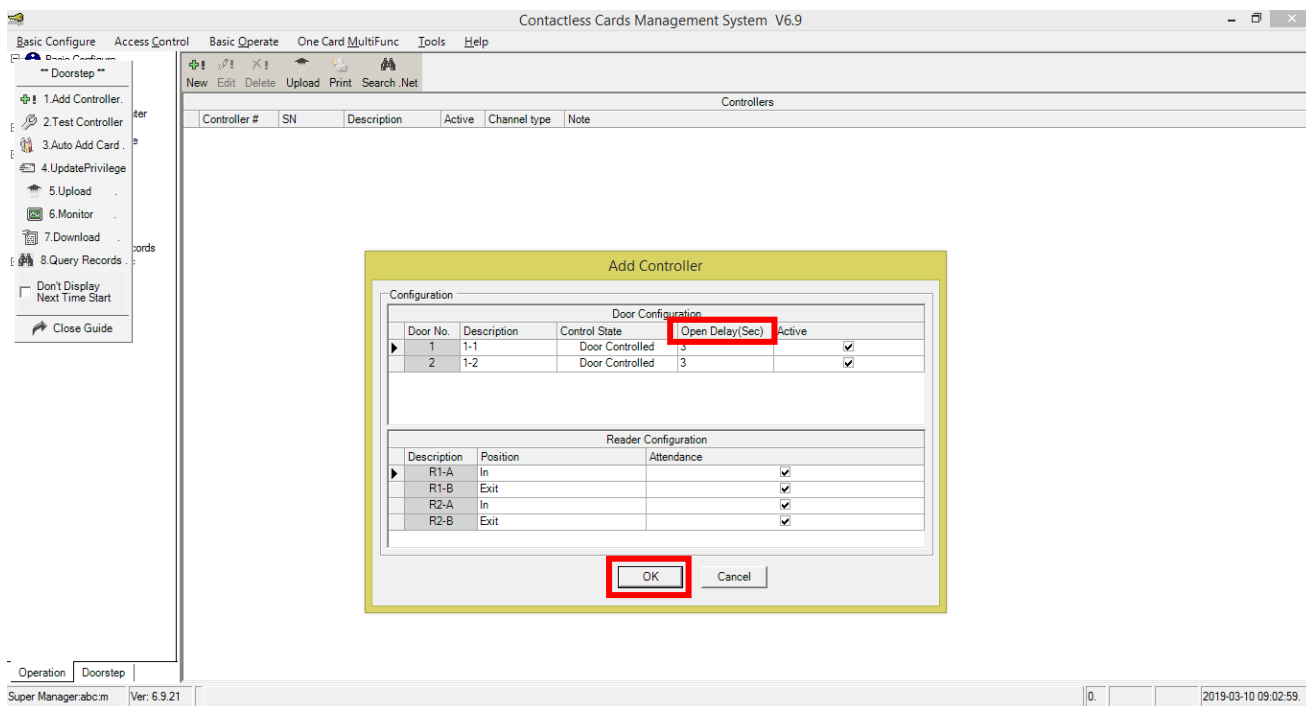 Contactless Cards Management System V6.9
Basic Configure Access Control Basic Operate One Card MultiFunc Tools Help
Basic Configure
** Doorstep **
1.Add Controller.
2.Test Controller
3.Auto Add Card .
4.UpdatePrivilege
5.Upload .
6.Monitor .
7.Download .
8.Query Records .
Don't Display
Next Time Start
Close Guide
New Edit Delete Upload Print Search .Net
Controllers
Controller # SN Description Active Channel type Note
Add Controller
Configuration
Door Configuration
Door No. Description Control State Open Delay(Sec) Active
1 1-1 Door Controlled 3
2 1-2 Door Controlled 3
Reader Configuration
Description Position Attendance
R1-A In
R1-B Exit
R2-A In
R2-B Exit
OK Cancel
Operation Doorstep
Super Manager:abc:m Ver: 6.9.21 0. 2019-03-10 09:02:59.